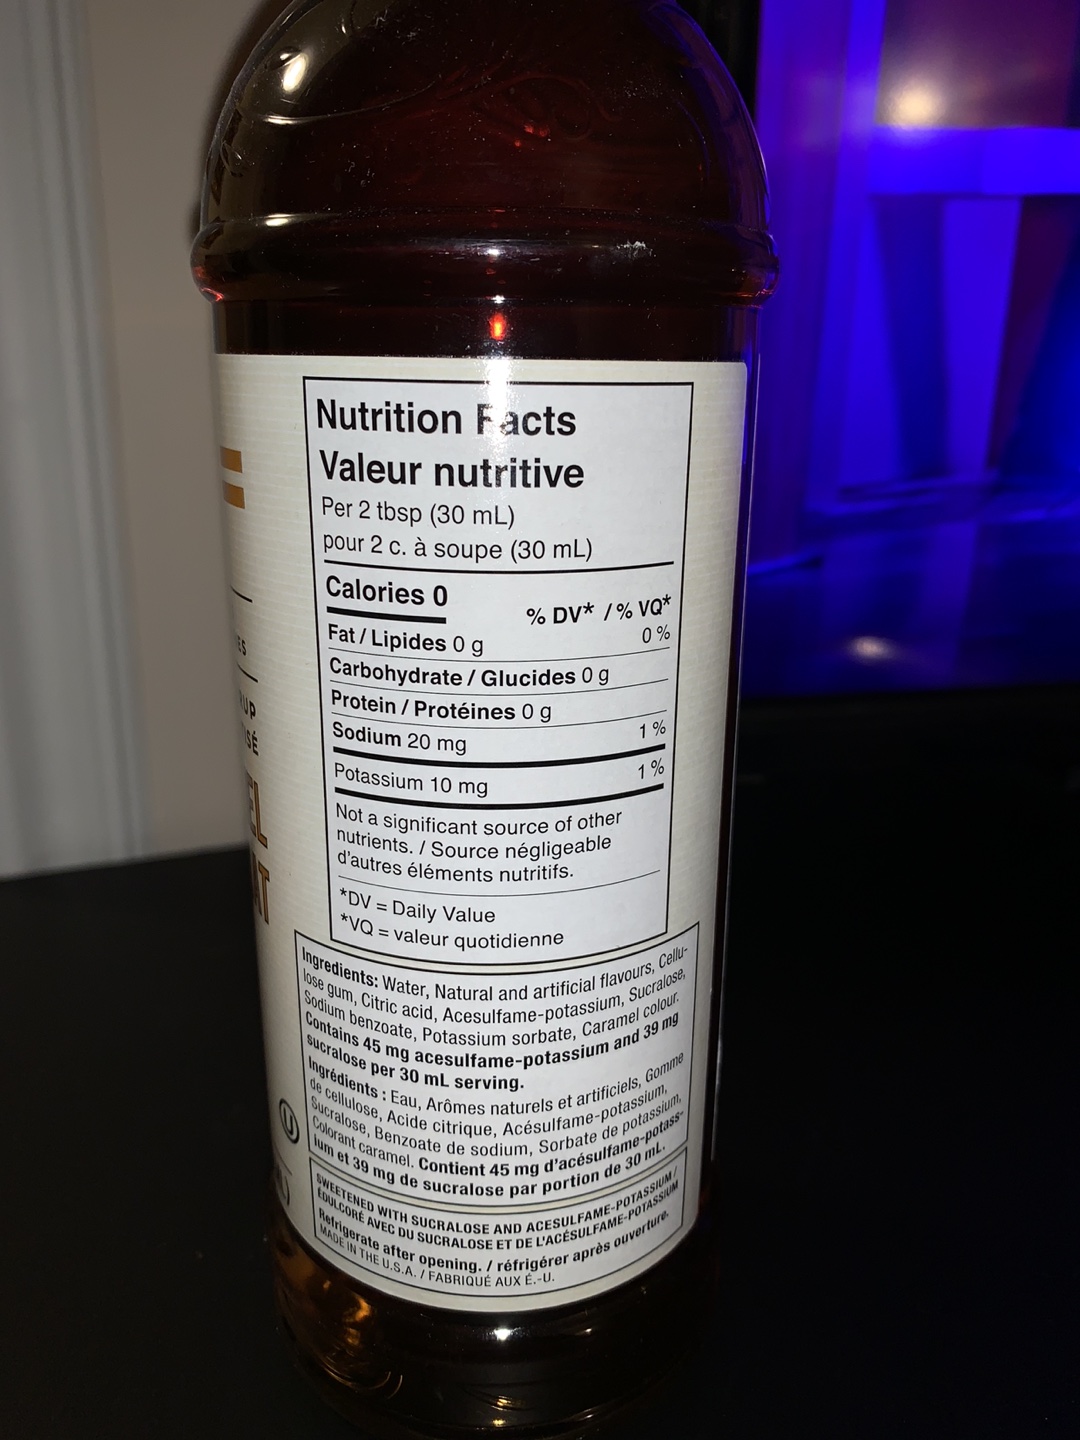 Nutrition Facts
Valeur nutritive
Per 2 tbsp (30 mL)
pour 2 c. à soupe (30 mL)
Calories 0
% DV* / % VQ*
Fat / Lipides 0 g 0 %
Carbohydrate / Glucides 0 g
Protein / Protéines 0 g
Sodium 20 mg 1 %
Potassium 10 mg 1 %
Not a significant source of other
nutrients. / Source négligeable
d'autres éléments nutritifs.
*DV = Daily Value
*VQ = valeur quotidienne
Ingredients: Water, Natural and artificial flavours, Cellu-
lose gum, Citric acid, Acesulfame-potassium, Sucralose,
Sodium benzoate, Potassium sorbate, Caramel colour.
Contains 45 mg acesulfame-potassium and 39 mg
sucralose per 30 mL serving.
Ingrédients : Eau, Arômes naturels et artificiels, Gomme
de cellulose, Acide citrique, Acésulfame-potassium,
Sucralose, Benzoate de sodium, Sorbate de potassium,
Colorant caramel. Contient 45 mg d'acésulfame-potass-
ium et 39 mg de sucralose par portion de 30 mL.
SWEETENED WITH SUCRALOSE AND ACESULFAME-POTASSIUM /
ÉDULCORÉ AVEC DU SUCRALOSE ET DE L'ACÉSULFAME-POTASSIUM
Refrigerate after opening. / réfrigérer après ouverture.
MADE IN THE U.S.A. / FABRIQUÉ AUX É.-U.
U